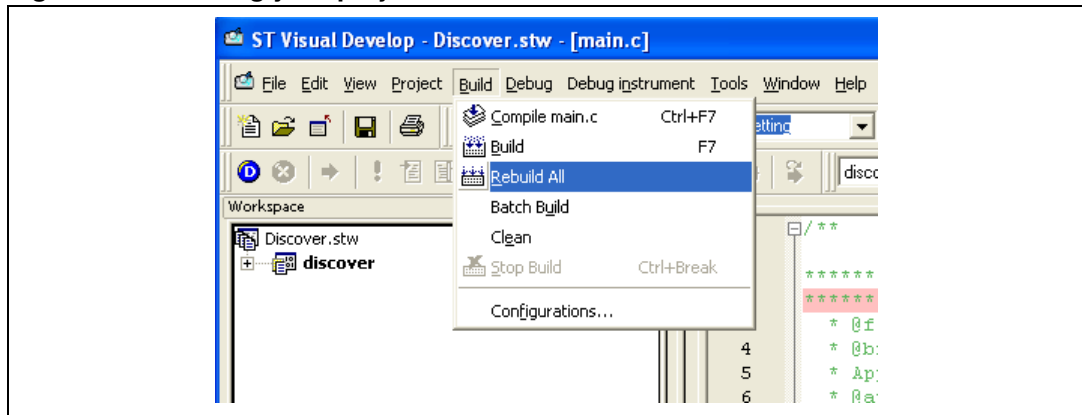 ST Visual Develop - Discover.stw - [main.c]
File Edit View Project Build Debug Debug instrument Tools Window Help
Compile main.c Ctrl+F7
Build F7
Rebuild All
Batch Build
Clean
Stop Build Ctrl+Break
Configurations...
Workspace
Discover.stw
discover
/**
******
******
* @f
4 *
5 *
6 *